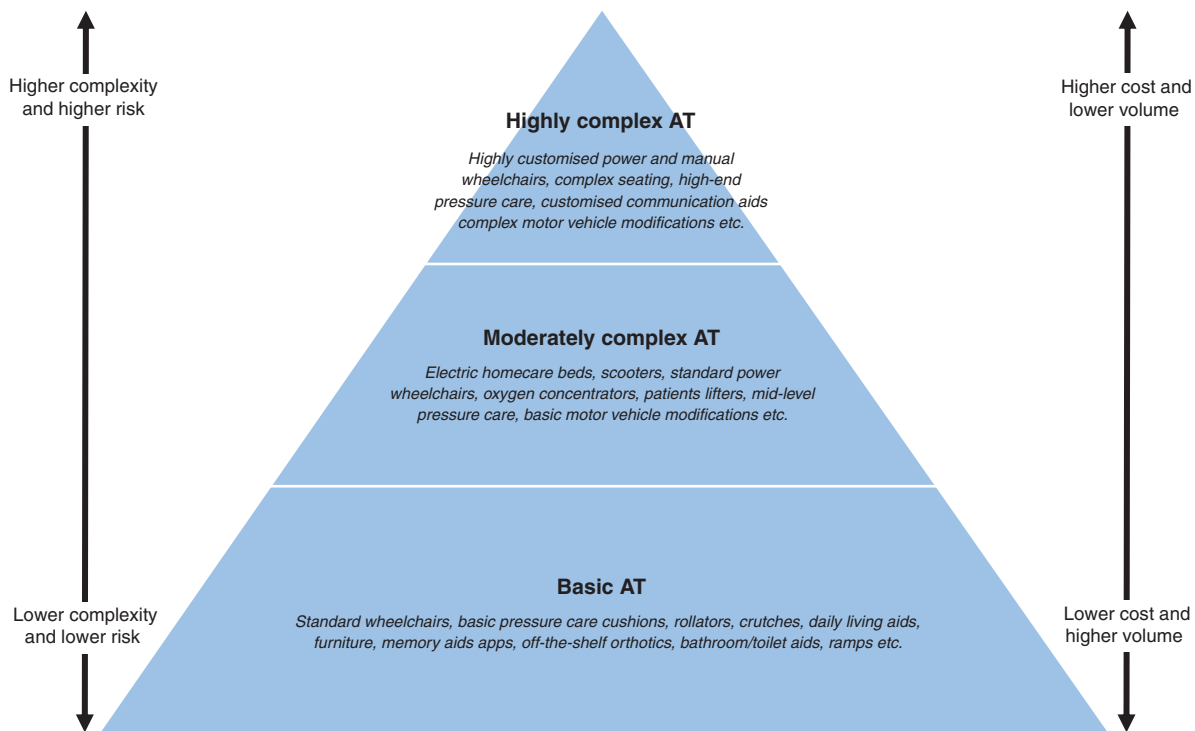 Higher complexity
and higher risk
Higher cost and
lower volume
Highly complex AT
Highly customised power and manual
wheelchairs, complex seating, high-end
pressure care, customised communication aids
complex motor vehicle modifications etc.
Moderately complex AT
Electric homecare beds, scooters, standard power
wheelchairs, oxygen concentrators, patients lifters, mid-level
pressure care, basic motor vehicle modifications etc.
Basic AT
Standard wheelchairs, basic pressure care cushions, rollators, crutches, daily living aids,
furniture, memory aids apps, off-the-shelf orthotics, bathroom/toilet aids, ramps etc.
Lower complexity
and lower risk
Lower cost and
higher volume